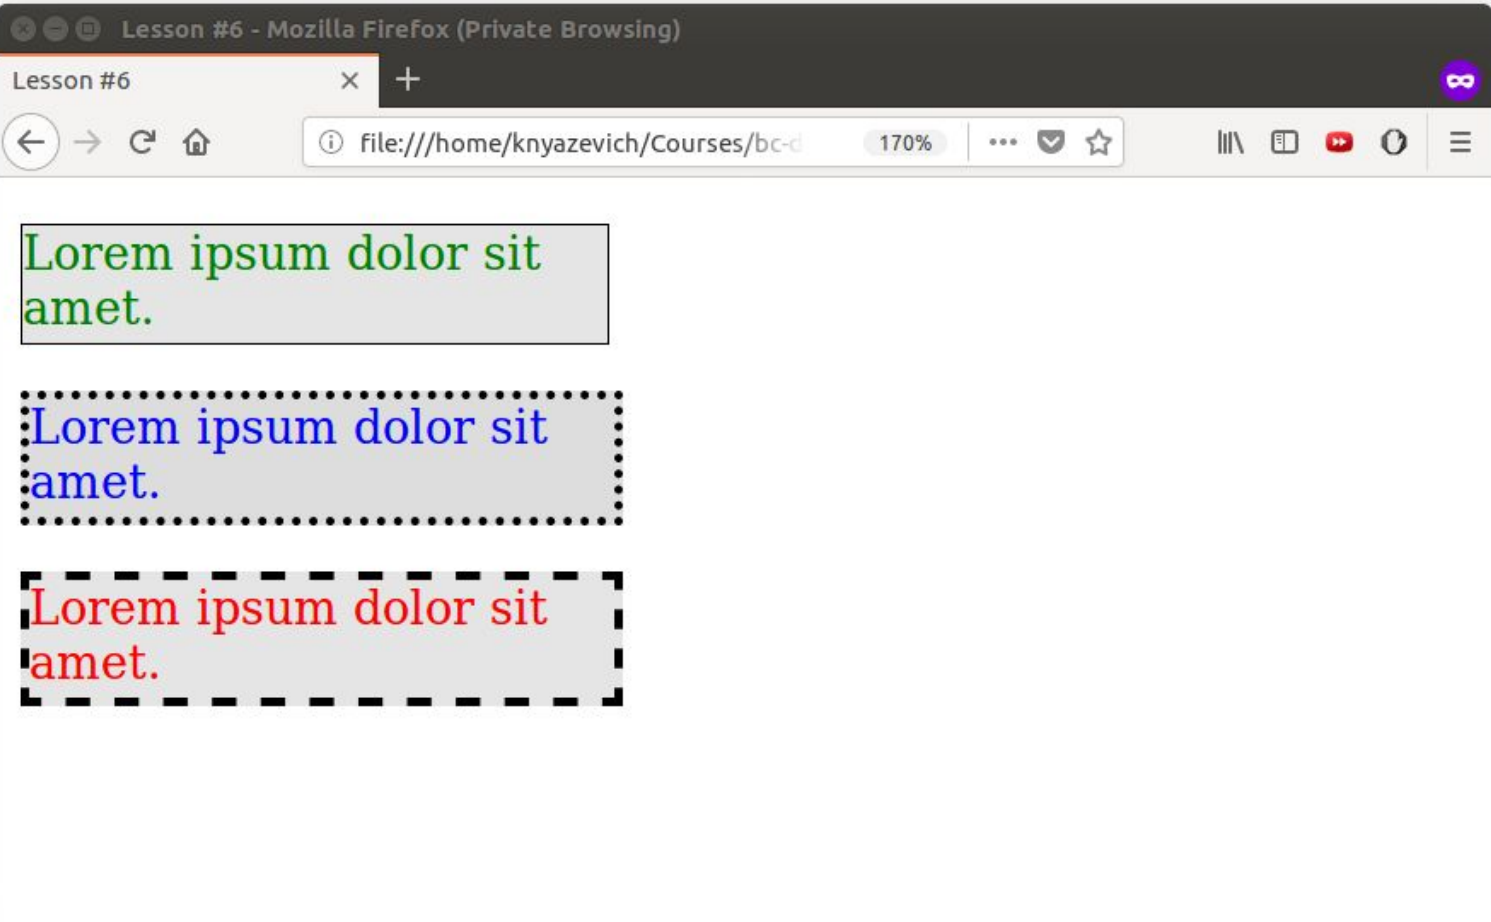 Lesson #6 - Mozilla Firefox (Private Browsing)
Lesson #6
file:///home/knyazevich/Courses/bc-d
170%
Lorem ipsum dolor sit
amet.
Lorem ipsum dolor sit
amet.
Lorem ipsum dolor sit
amet.